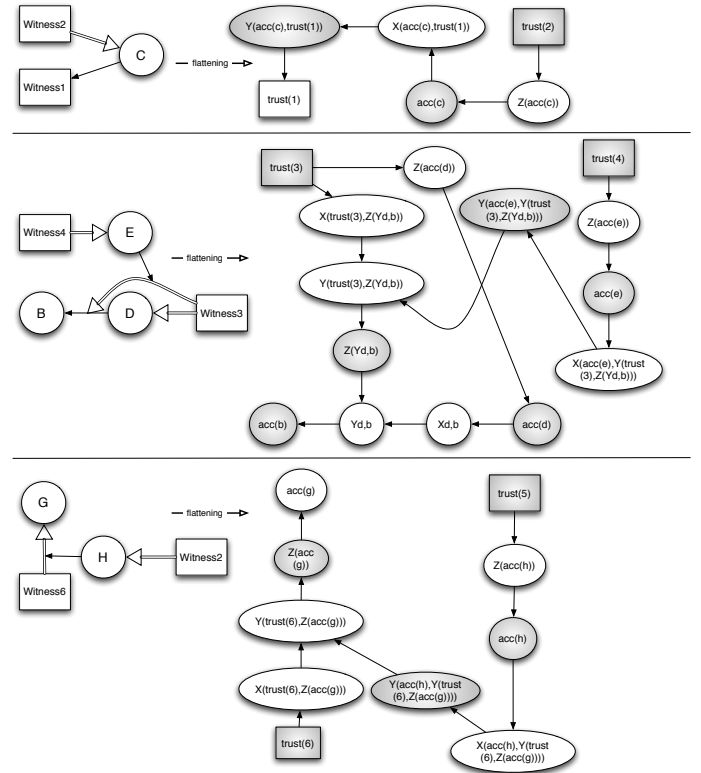 Witness2
C
Witness1
flattening
Y(acc(c),trust(1))
X(acc(c),trust(1))
trust(2)
trust(1)
acc(c)
Z(acc(c))
Witness4
E
flattening
B
D
Witness3
trust(3)
Z(acc(d))
trust(4)
X(trust(3),Z(Yd,b))
Y(acc(e),Y(trust
(3),Z(Yd,b)))
Z(acc(e))
Y(trust(3),Z(Yd,b))
acc(e)
Z(Yd,b)
X(acc(e),Y(trust
(3),Z(Yd,b)))
acc(b)
Yd,b
Xd,b
acc(d)
G
flattening
H
Witness2
Witness6
acc(g)
trust(5)
Z(acc
(g))
Z(acc(h))
Y(trust(6),Z(acc(g)))
acc(h)
X(trust(6),Z(acc(g)))
Y(acc(h),Y(trust
(6),Z(acc(g))))
trust(6)
X(acc(h),Y(trust
(6),Z(acc(g))))